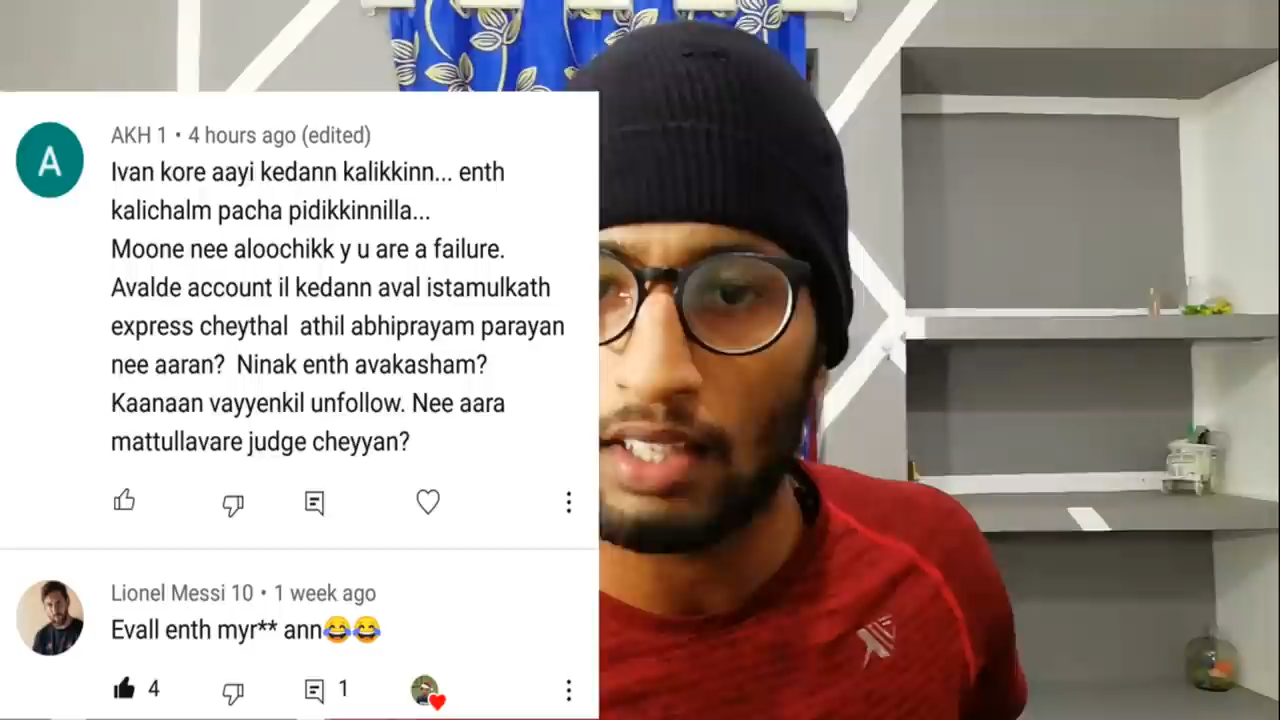 A
AKH 1 • 4 hours ago (edited)
Ivan kore aayi kedann kalikkinn... enth
kalichalm pacha pidikkinnilla...
Moone nee aloochikk y u are a failure.
Avalde account il kedann aval istamulkath
express cheythal athil abhiprayam parayan
nee aaran? Ninak enth avakasham?
Kaanaan vayyenkil unfollow. Nee aara
mattullavare judge cheyyan?
Lionel Messi 10 • 1 week ago
Evall enth myr** ann😂😂
4
1